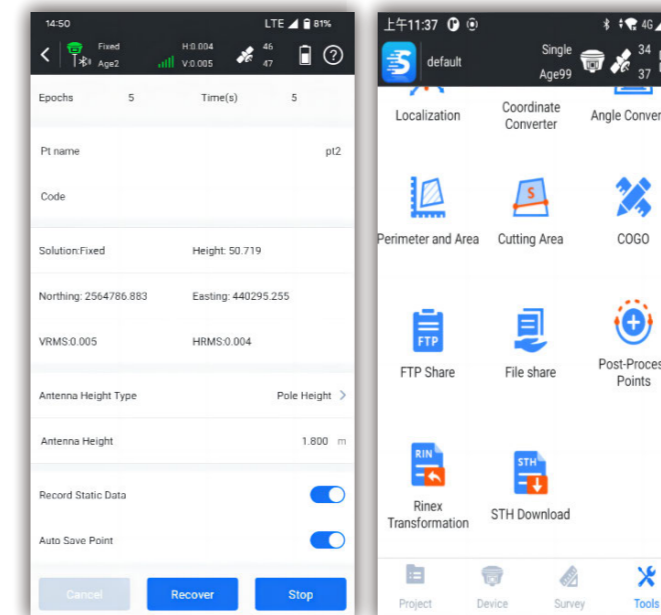 14:50
LTE 81%
Fixed
Age2
H:0.004
V:0.005
46
47
Epochs 5 Time(s) 5
Pt name pt2
Code
Solution:Fixed Height: 50.719
Northing: 2564786.883 Easting: 440295.255
VRMS:0.005 HRMS:0.004
Antenna Height Type Pole Height
Antenna Height 1.800 m
Record Static Data
Auto Save Point
Cancel Recover Stop
上午11:37
4G
default
Single
Age99
34
37
Localization
Coordinate
Converter
Angle Conver
Perimeter and Area
S
Cutting Area
COGO
FTP
FTP Share
File share
Post-Proces
Points
RIN
Rinex
Transformation
STH
STH Download
Project Device Survey Tools